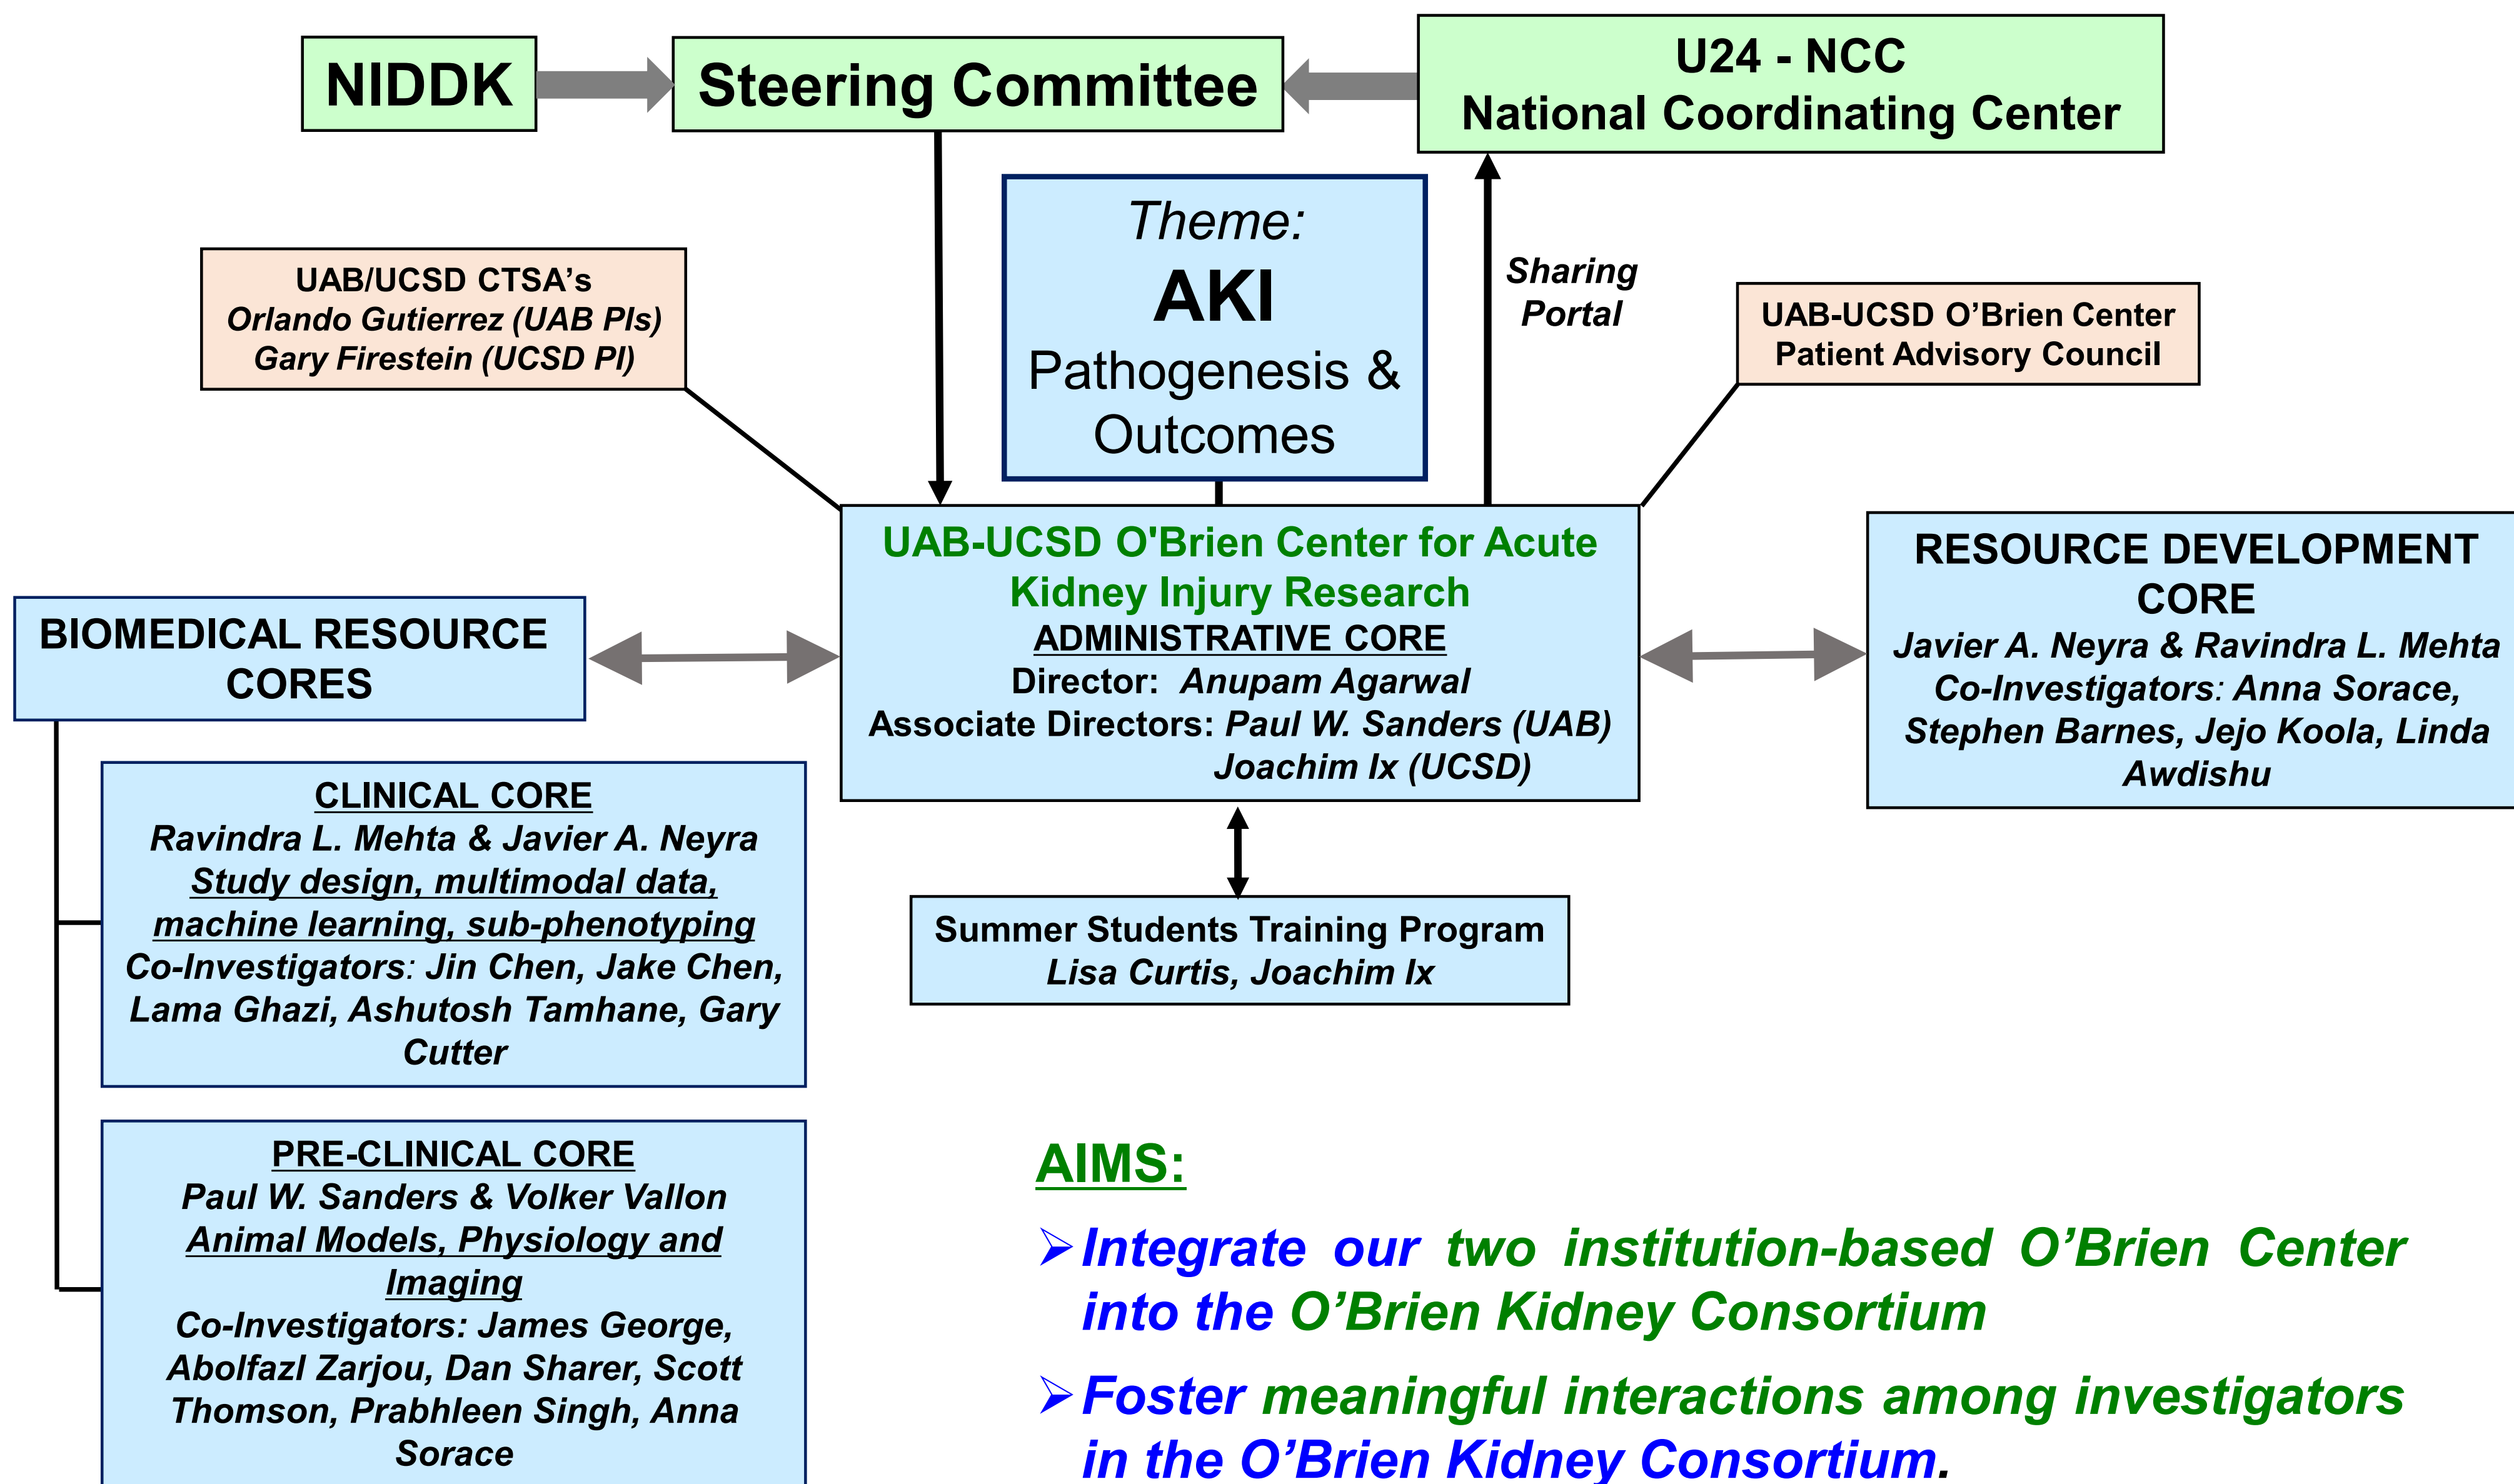 NIDDK
Steering Committee
U24 - NCC
National Coordinating Center
Theme:
AKI
Pathogenesis &
Outcomes
Sharing
Portal
UAB/UCSD CTSA’s
Orlando Gutierrez (UAB PIs)
Gary Firestein (UCSD PI)
UAB-UCSD O’Brien Center
Patient Advisory Council
UAB-UCSD O'Brien Center for Acute
Kidney Injury Research
ADMINISTRATIVE CORE
Director: Anupam Agarwal
Associate Directors: Paul W. Sanders (UAB)
Joachim Ix (UCSD)
BIOMEDICAL RESOURCE
CORES
RESOURCE DEVELOPMENT
CORE
Javier A. Neyra & Ravindra L. Mehta
Co-Investigators: Anna Sorace,
Stephen Barnes, Jejo Koola, Linda
Awdishu
CLINICAL CORE
Ravindra L. Mehta & Javier A. Neyra
Study design, multimodal data,
machine learning, sub-phenotyping
Co-Investigators: Jin Chen, Jake Chen,
Lama Ghazi, Ashutosh Tamhane, Gary
Cutter
Summer Students Training Program
Lisa Curtis, Joachim Ix
PRE-CLINICAL CORE
Paul W. Sanders & Volker Vallon
Animal Models, Physiology and
Imaging
Co-Investigators: James George,
Abolfazl Zarjou, Dan Sharer, Scott
Thomson, Prabhleen Singh, Anna
Sorace
AIMS:
➢Integrate our two institution-based O’Brien Center
into the O’Brien Kidney Consortium
➢Foster meaningful interactions among investigators
in the O’Brien Kidney Consortium.